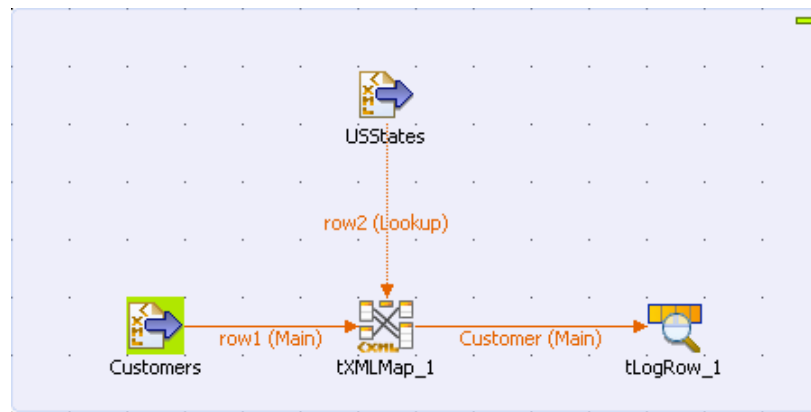 USStates
row2 (Lookup)
row1 (Main)
Customer (Main)
Customers
tXMLMap_1
tLogRow_1